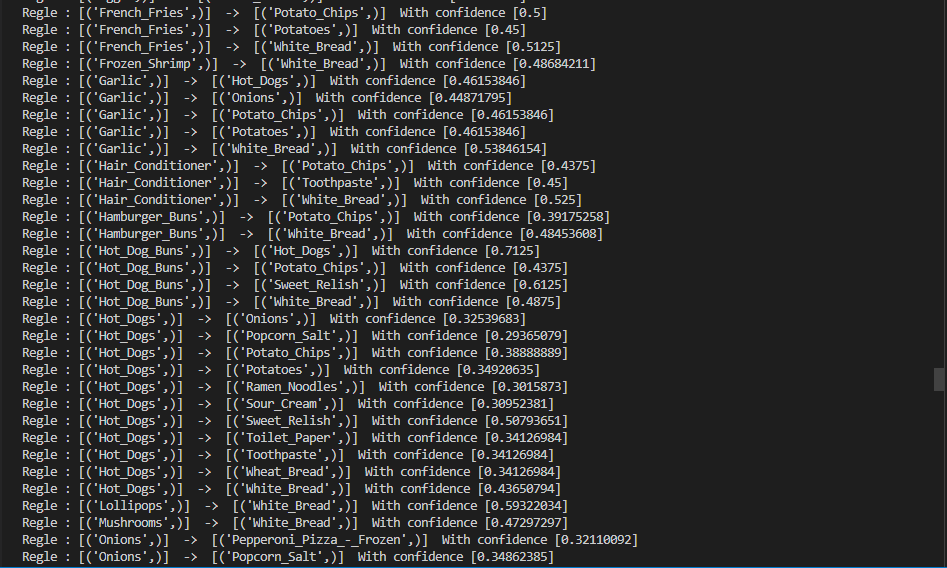 Regle : [('French_Fries',)]  ->  [('Potato_Chips',)]  With confidence [0.5]
Regle : [('French_Fries',)]  ->  [('Potatoes',)]  With confidence [0.45]
Regle : [('French_Fries',)]  ->  [('White_Bread',)]  With confidence [0.5125]
Regle : [('Frozen_Shrimp',)]  ->  [('White_Bread',)]  With confidence [0.48684211]
Regle : [('Garlic',)]  ->  [('Hot_Dogs',)]  With confidence [0.46153846]
Regle : [('Garlic',)]  ->  [('Onions',)]  With confidence [0.44871795]
Regle : [('Garlic',)]  ->  [('Potato_Chips',)]  With confidence [0.46153846]
Regle : [('Garlic',)]  ->  [('Potatoes',)]  With confidence [0.46153846]
Regle : [('Garlic',)]  ->  [('White_Bread',)]  With confidence [0.53846154]
Regle : [('Hair_Conditioner',)]  ->  [('Potato_Chips',)]  With confidence [0.4375]
Regle : [('Hair_Conditioner',)]  ->  [('Toothpaste',)]  With confidence [0.45]
Regle : [('Hair_Conditioner',)]  ->  [('White_Bread',)]  With confidence [0.525]
Regle : [('Hamburger_Buns',)]  ->  [('Potato_Chips',)]  With confidence [0.39175258]
Regle : [('Hamburger_Buns',)]  ->  [('White_Bread',)]  With confidence [0.48453608]
Regle : [('Hot_Dog_Buns',)]  ->  [('Hot_Dogs',)]  With confidence [0.7125]
Regle : [('Hot_Dog_Buns',)]  ->  [('Potato_Chips',)]  With confidence [0.4375]
Regle : [('Hot_Dog_Buns',)]  ->  [('Sweet_Relish',)]  With confidence [0.6125]
Regle : [('Hot_Dog_Buns',)]  ->  [('White_Bread',)]  With confidence [0.4875]
Regle : [('Hot_Dogs',)]  ->  [('Onions',)]  With confidence [0.32539683]
Regle : [('Hot_Dogs',)]  ->  [('Popcorn_Salt',)]  With confidence [0.29365079]
Regle : [('Hot_Dogs',)]  ->  [('Potato_Chips',)]  With confidence [0.38888889]
Regle : [('Hot_Dogs',)]  ->  [('Potatoes',)]  With confidence [0.34920635]
Regle : [('Hot_Dogs',)]  ->  [('Ramen_Noodles',)]  With confidence [0.3015873]
Regle : [('Hot_Dogs',)]  ->  [('Sour_Cream',)]  With confidence [0.30952381]
Regle : [('Hot_Dogs',)]  ->  [('Sweet_Relish',)]  With confidence [0.50793651]
Regle : [('Hot_Dogs',)]  ->  [('Toilet_Paper',)]  With confidence [0.34126984]
Regle : [('Hot_Dogs',)]  ->  [('Toothpaste',)]  With confidence [0.34126984]
Regle : [('Hot_Dogs',)]  ->  [('Wheat_Bread',)]  With confidence [0.34126984]
Regle : [('Hot_Dogs',)]  ->  [('White_Bread',)]  With confidence [0.43650794]
Regle : [('Lollipops',)]  ->  [('White_Bread',)]  With confidence [0.59322034]
Regle : [('Mushrooms',)]  ->  [('White_Bread',)]  With confidence [0.47297297]
Regle : [('Onions',)]  ->  [('Pepperoni_Pizza_-_Frozen',)]  With confidence [0.32110092]
Regle : [('Onions',)]  ->  [('Popcorn_Salt',)]  With confidence [0.34862385]